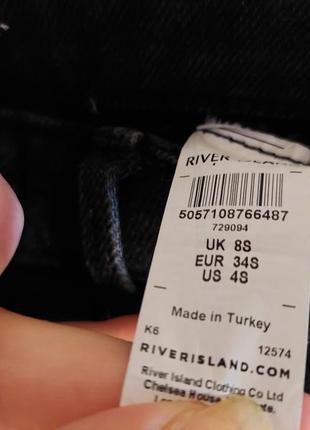 RIVER
5057108766487
729094
UK 8S
EUR 34S
US 4S
Made in Turkey
K6 12574
RIVERISLAND.COM
River Island Clothing Co Ltd
Chelsea House